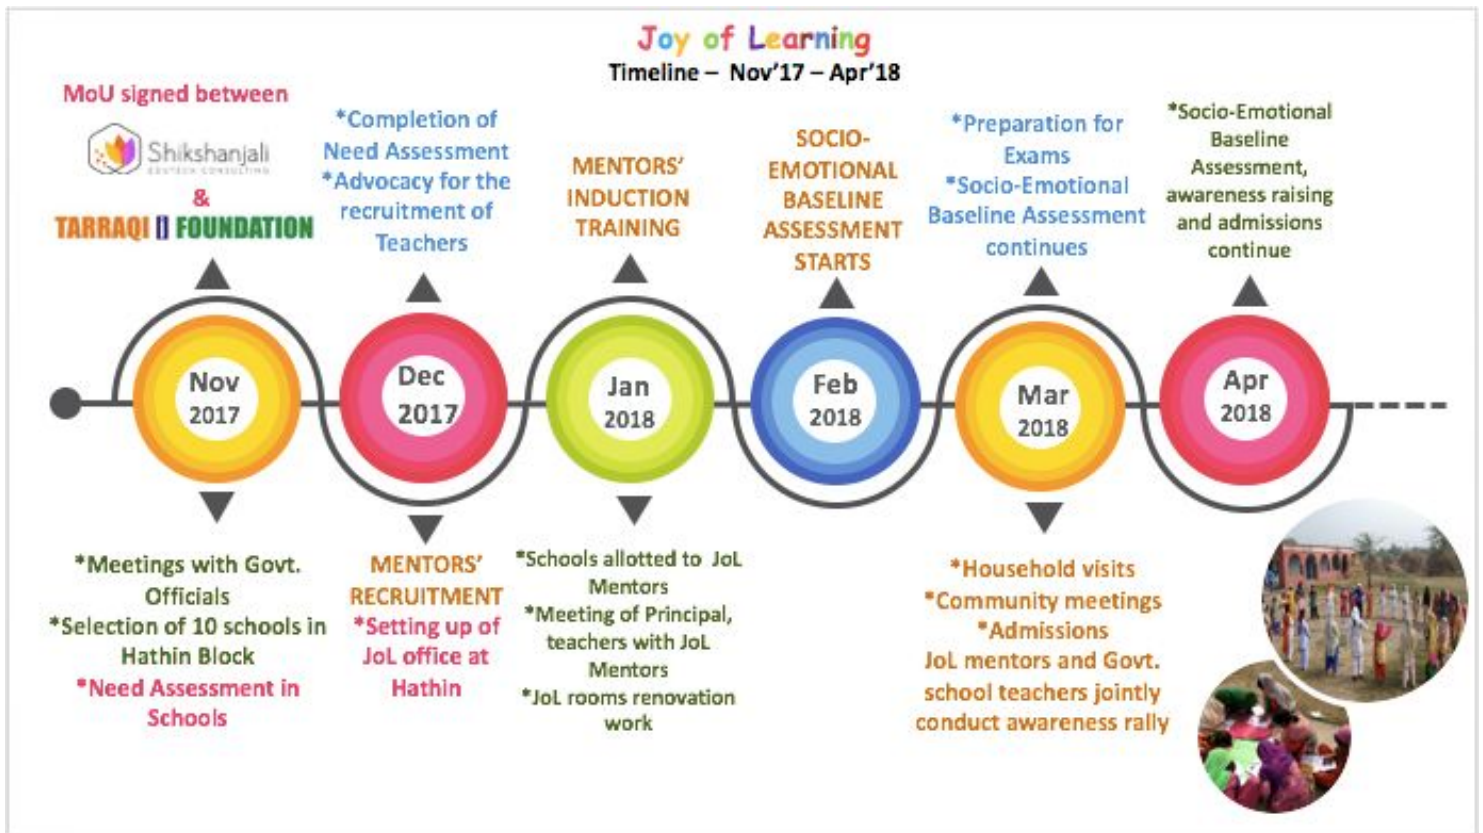 Joy of Learning
Timeline – Nov'17 – Apr'18
MoU signed between
Shikshanjali
EDUTECH CONSULTING
&
TARRAQI FOUNDATION
*Completion of
Need Assessment
*Advocacy for the
recruitment of
Teachers
MENTORS'
INDUCTION
TRAINING
SOCIO-
EMOTIONAL
BASELINE
ASSESSMENT
STARTS
*Preparation for
Exams
*Socio-Emotional
Baseline Assessment
continues
*Socio-Emotional
Baseline
Assessment,
awareness raising
and admissions
continue
Nov
2017
Dec
2017
Jan
2018
Feb
2018
Mar
2018
Apr
2018
*Meetings with Govt.
Officials
*Selection of 10 schools in
Hathin Block
*Need Assessment in
Schools
MENTORS'
RECRUITMENT
*Setting up of
JoL office at
Hathin
*Schools allotted to JoL
Mentors
*Meeting of Principal,
teachers with JoL
Mentors
*JoL rooms renovation
work
*Household visits
*Community meetings
*Admissions
JoL mentors and Govt.
school teachers jointly
conduct awareness rally